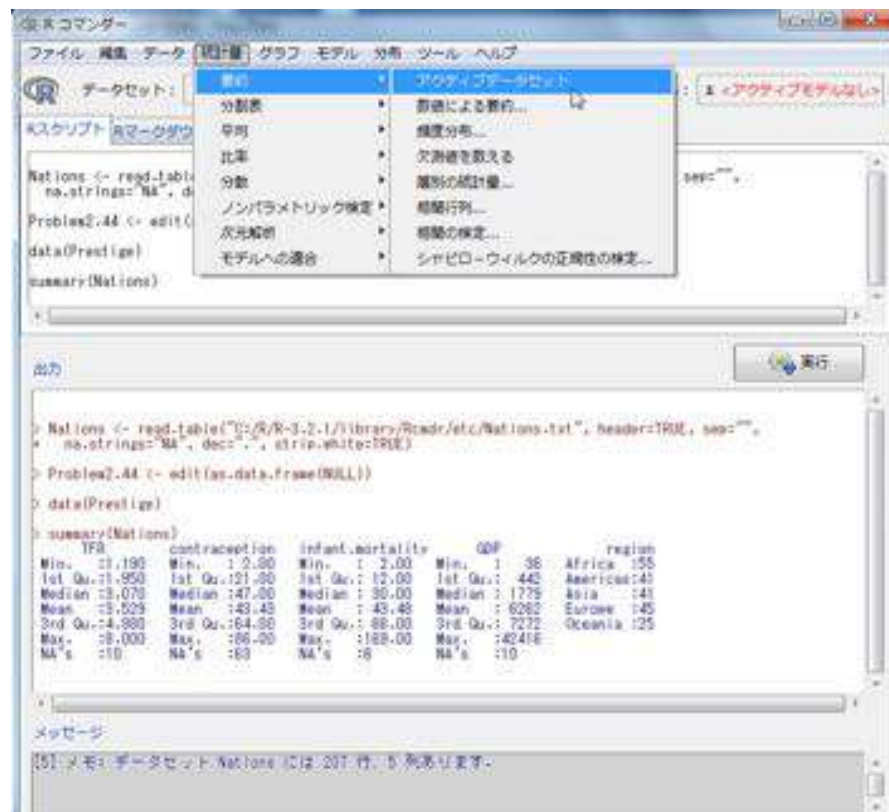 R コマンダー
ファイル 編集 データ 統計量 グラフ モデル 分布 ツール ヘルプ
データセット:
: Σ <アクティブモデルなし>
要約
分割表
平均
比率
分散
ノンパラメトリック検定
次元解析
モデルへの適合
アクティブデータセット
数値による要約...
頻度分布...
欠測値を数える
層別の統計量...
相関行列...
相関の検定...
シャピロ-ウィルクの正規性の検定...
Rスクリプト Rマークダウ
Nations <- read.table
sep="",
na.strings="NA", d
Problem2.44 <- edit(
data(Prestige)
summary(Nations)
出力
実行
> Nations <- read.table("C:/R/R-3.2.1/library/Rcmdr/etc/Nations.txt", header=TRUE, sep="",
+ na.strings="NA", dec=".", strip.white=TRUE)
> Problem2.44 <- edit(as.data.frame(NULL))
> data(Prestige)
> summary(Nations)
TFR contraception infant.mortality GDP region
Min. :1.190 Min. : 2.00 Min. : 2.00 Min. : 36 Africa :55
1st Qu.:1.950 1st Qu.:21.00 1st Qu.: 12.00 1st Qu.: 442 Americas:41
Median :3.070 Median :47.00 Median : 30.00 Median : 1779 Asia :41
Mean :3.529 Mean :43.43 Mean : 43.48 Mean : 6262 Europe :45
3rd Qu.:4.980 3rd Qu.:64.00 3rd Qu.: 66.00 3rd Qu.: 7272 Oceania :25
Max. :8.000 Max. :86.00 Max. :169.00 Max. :42416
NA's :10 NA's :63 NA's :6 NA's :10
メッセージ
[5] メモ: データセット Nations には 207 行、5 列あります.